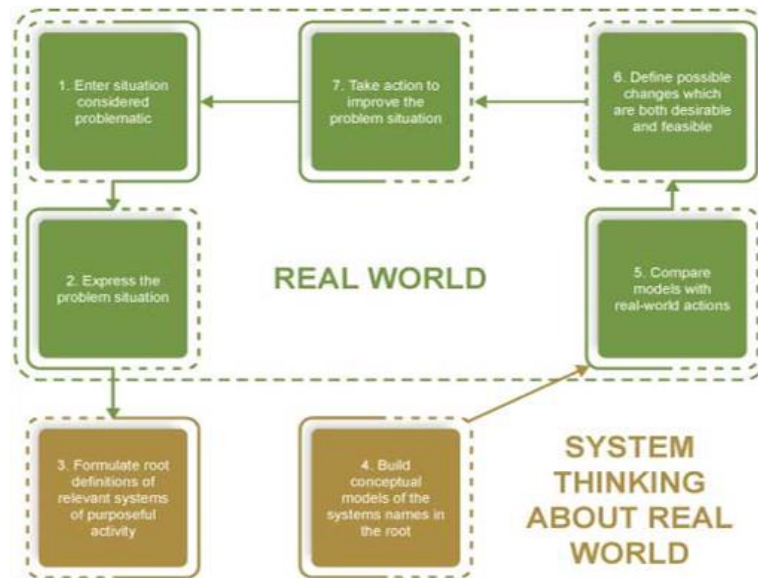 1. Enter situation
considered
problematic
7. Take action to
improve the
problem situation
6. Define possible
changes which
are both desirable
and feasible
2. Express the
problem situation
REAL WORLD
5. Compare
models with
real-world actions
3. Formulate root
definitions of
relevant systems
of purposeful
activity
4. Build
conceptual
models of the
systems names in
the root
SYSTEM
THINKING
ABOUT REAL
WORLD